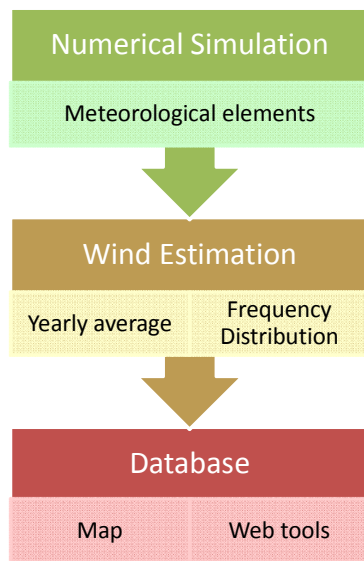 Numerical Simulation
Meteorological elements
Wind Estimation
Yearly average
Frequency
Distribution
Database
Map
Web tools